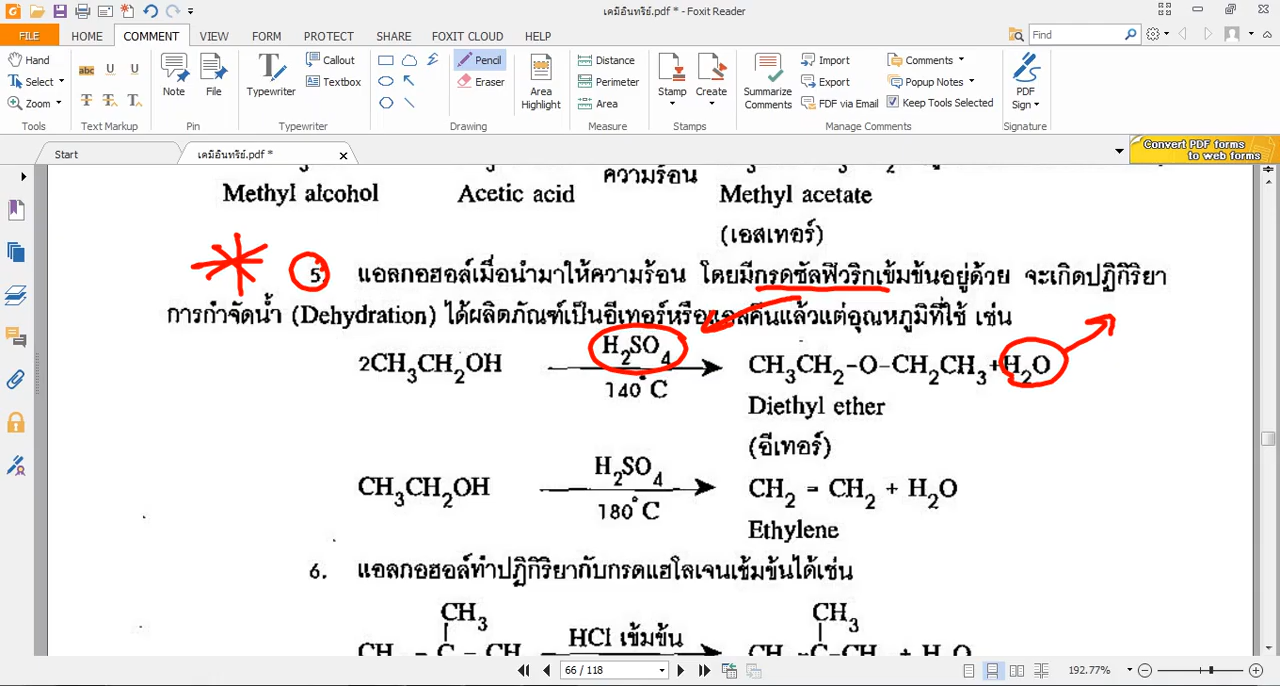 เคมีอินทรีย์.pdf * - Foxit Reader
FILE HOME COMMENT VIEW FORM PROTECT SHARE FOXIT CLOUD HELP Find
Hand Select Zoom Tools
abc U U T T T Text Markup
Note File Pin
Typewriter Callout Textbox Typewriter
Pencil Eraser Area Highlight Drawing
Distance Perimeter Area Measure
Stamp Create Stamps
Summarize Comments Import Export FDF via Email Comments Popup Notes Keep Tools Selected Manage Comments
PDF Sign Signature
Start เคมีอินทรีย์.pdf * Convert PDF forms to web forms
ความร้อน
Methyl alcohol Acetic acid Methyl acetate
(เอสเทอร์)
5. แอลกอฮอล์เมื่อนำมาให้ความร้อน โดยมีกรดซัลฟิวริกเข้มข้นอยู่ด้วย จะเกิดปฏิกิริยา
การกำจัดน้ำ (Dehydration) ได้ผลิตภัณฑ์เป็นอีเทอร์หรือแอลคีนแล้วแต่อุณหภูมิที่ใช้ เช่น
2CH₃CH₂OH H₂SO₄ 140°C CH₃CH₂-O-CH₂CH₃+H₂O
Diethyl ether
(อีเทอร์)
CH₃CH₂OH H₂SO₄ 180°C CH₂ = CH₂ + H₂O
Ethylene
6. แอลกอฮอล์ทำปฏิกิริยากับกรดแฮโลเจนเข้มข้นได้เช่น
CH₃ CH₃
CH - C - CH HCl เข้มข้น CH - C - CH + H₂O
66 / 118 192.77%